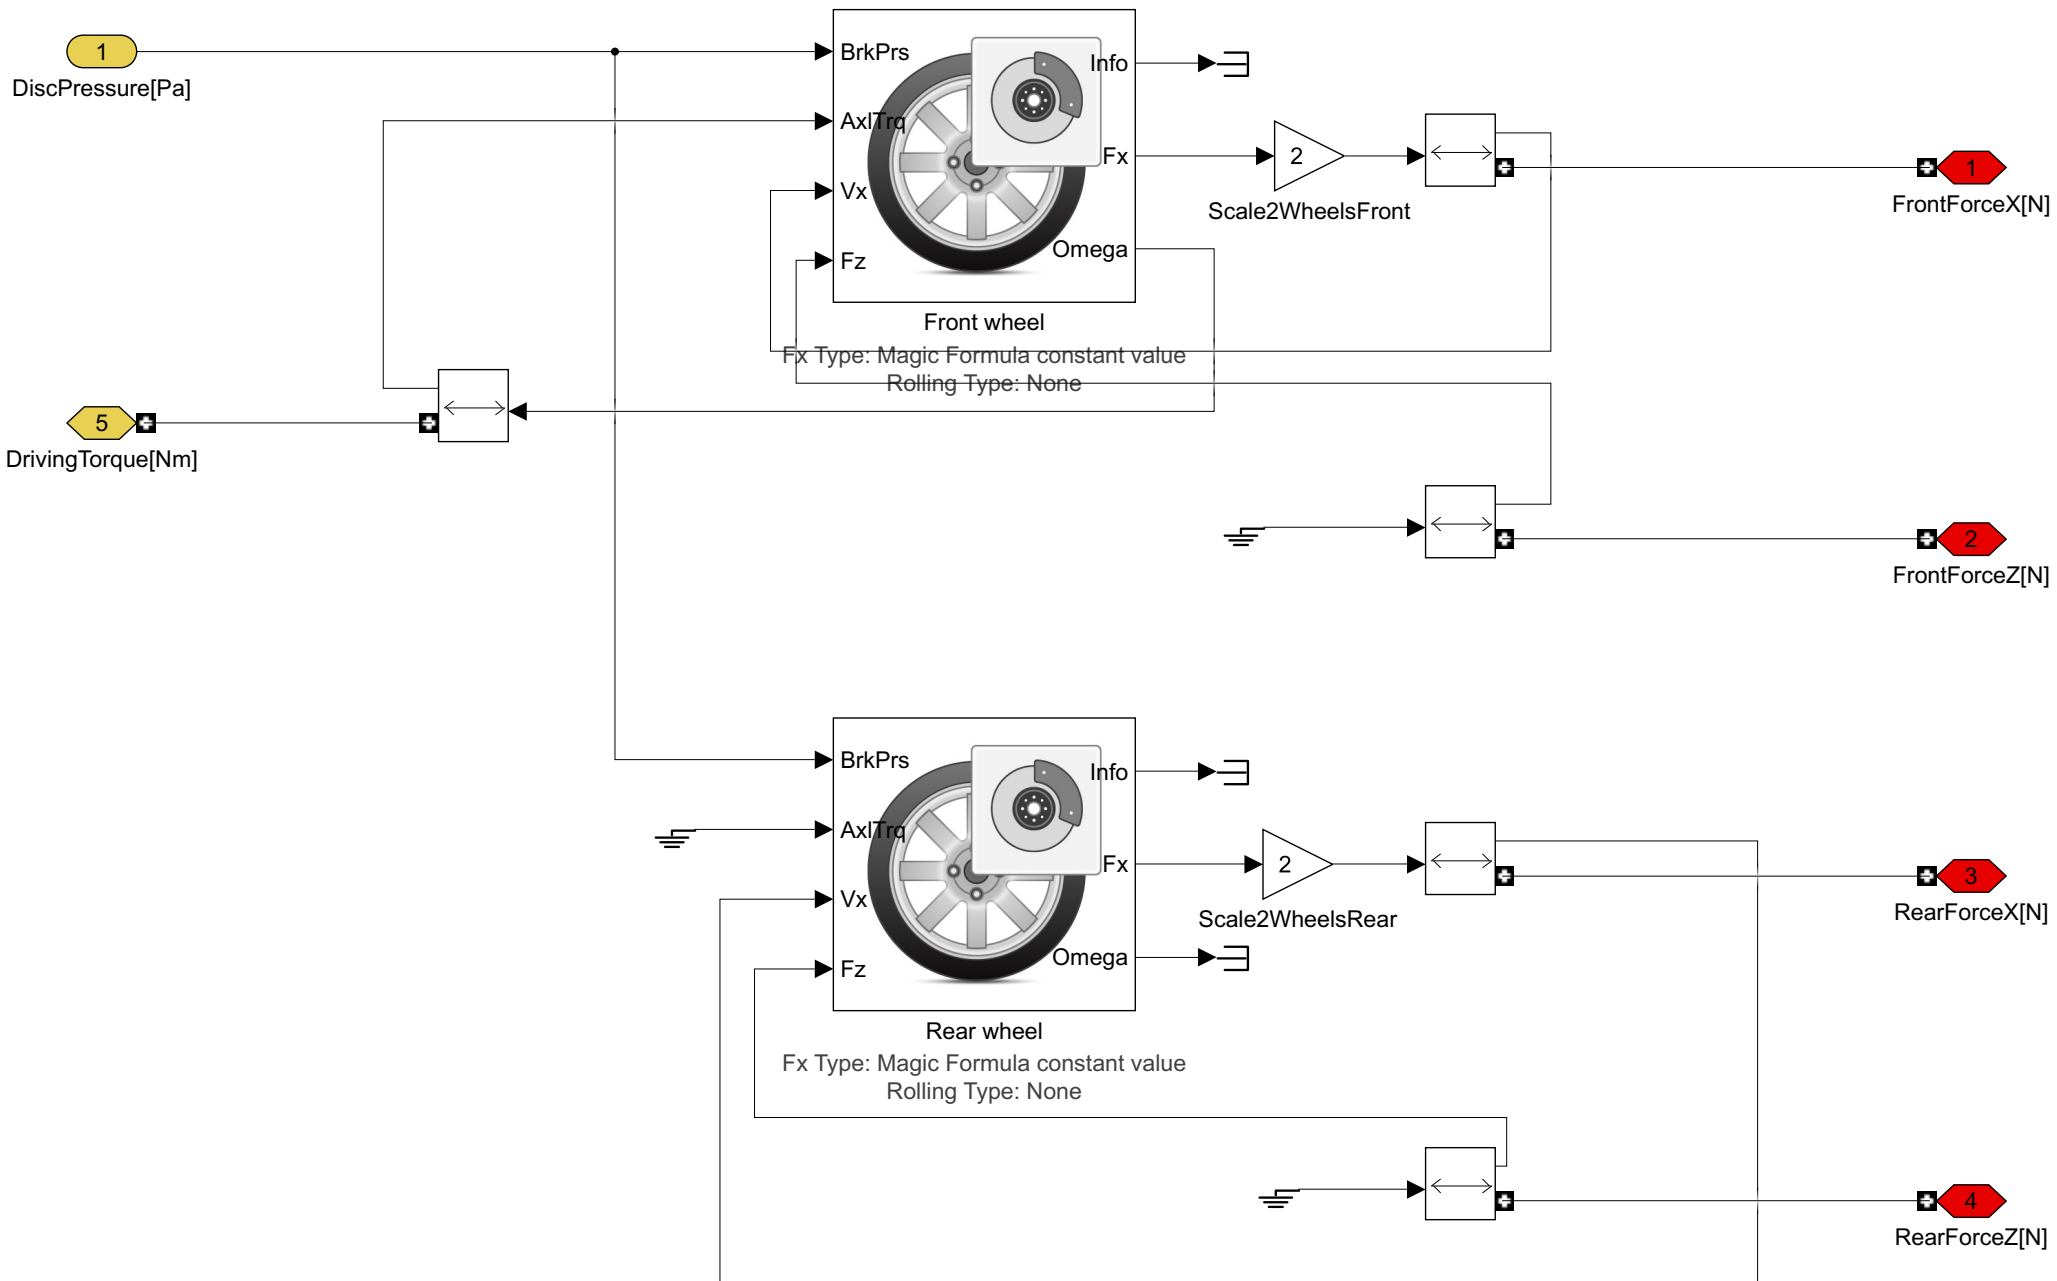 1
DiscPressure[Pa]
BrkPrs
AxlTrq
Vx
Fz
Info
Fx
Omega
Front wheel
Fx Type: Magic Formula constant value
Rolling Type: None
2
Scale2WheelsFront
1
FrontForceX[N]
5
DrivingTorque[Nm]
2
FrontForceZ[N]
BrkPrs
AxlTrq
Vx
Fz
Info
Fx
Omega
Rear wheel
Fx Type: Magic Formula constant value
Rolling Type: None
2
Scale2WheelsRear
3
RearForceX[N]
4
RearForceZ[N]